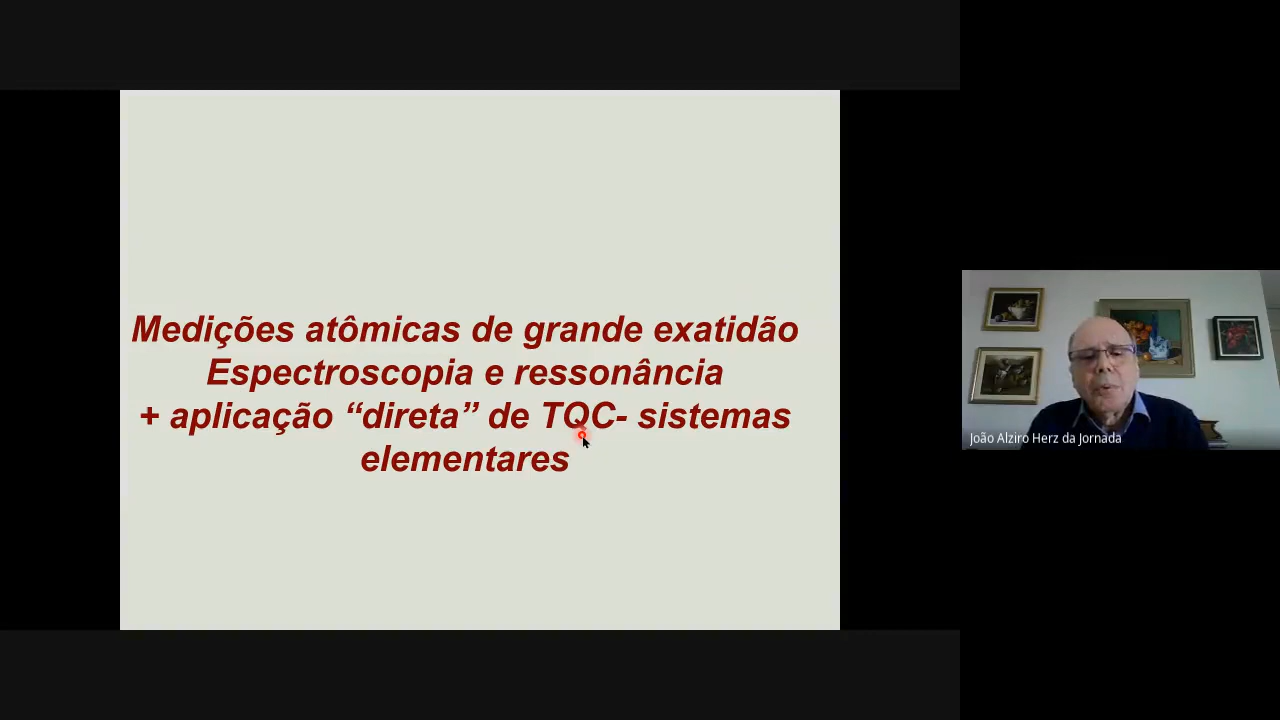 Medições atômicas de grande exatidão
Espectroscopia e ressonância
+ aplicação “direta” de TQC- sistemas
elementares
João Alziro Herz da Jornada